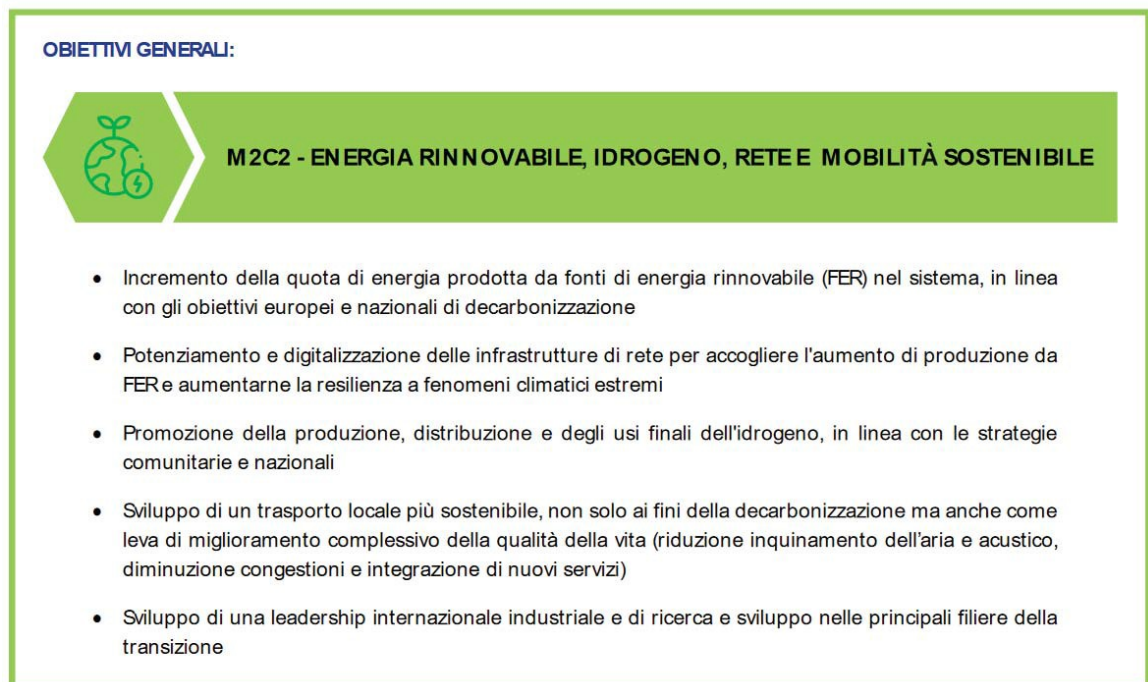 OBIETTIVI GENERALI:
M2C2 - ENERGIA RINNOVABILE, IDROGENO, RETE E MOBILITÀ SOSTENIBILE
• Incremento della quota di energia prodotta da fonti di energia rinnovabile (FER) nel sistema, in linea
con gli obiettivi europei e nazionali di decarbonizzazione
• Potenziamento e digitalizzazione delle infrastrutture di rete per accogliere l'aumento di produzione da
FER e aumentarne la resilienza a fenomeni climatici estremi
• Promozione della produzione, distribuzione e degli usi finali dell'idrogeno, in linea con le strategie
comunitarie e nazionali
• Sviluppo di un trasporto locale più sostenibile, non solo ai fini della decarbonizzazione ma anche come
leva di miglioramento complessivo della qualità della vita (riduzione inquinamento dell’aria e acustico,
diminuzione congestioni e integrazione di nuovi servizi)
• Sviluppo di una leadership internazionale industriale e di ricerca e sviluppo nelle principali filiere della
transizione